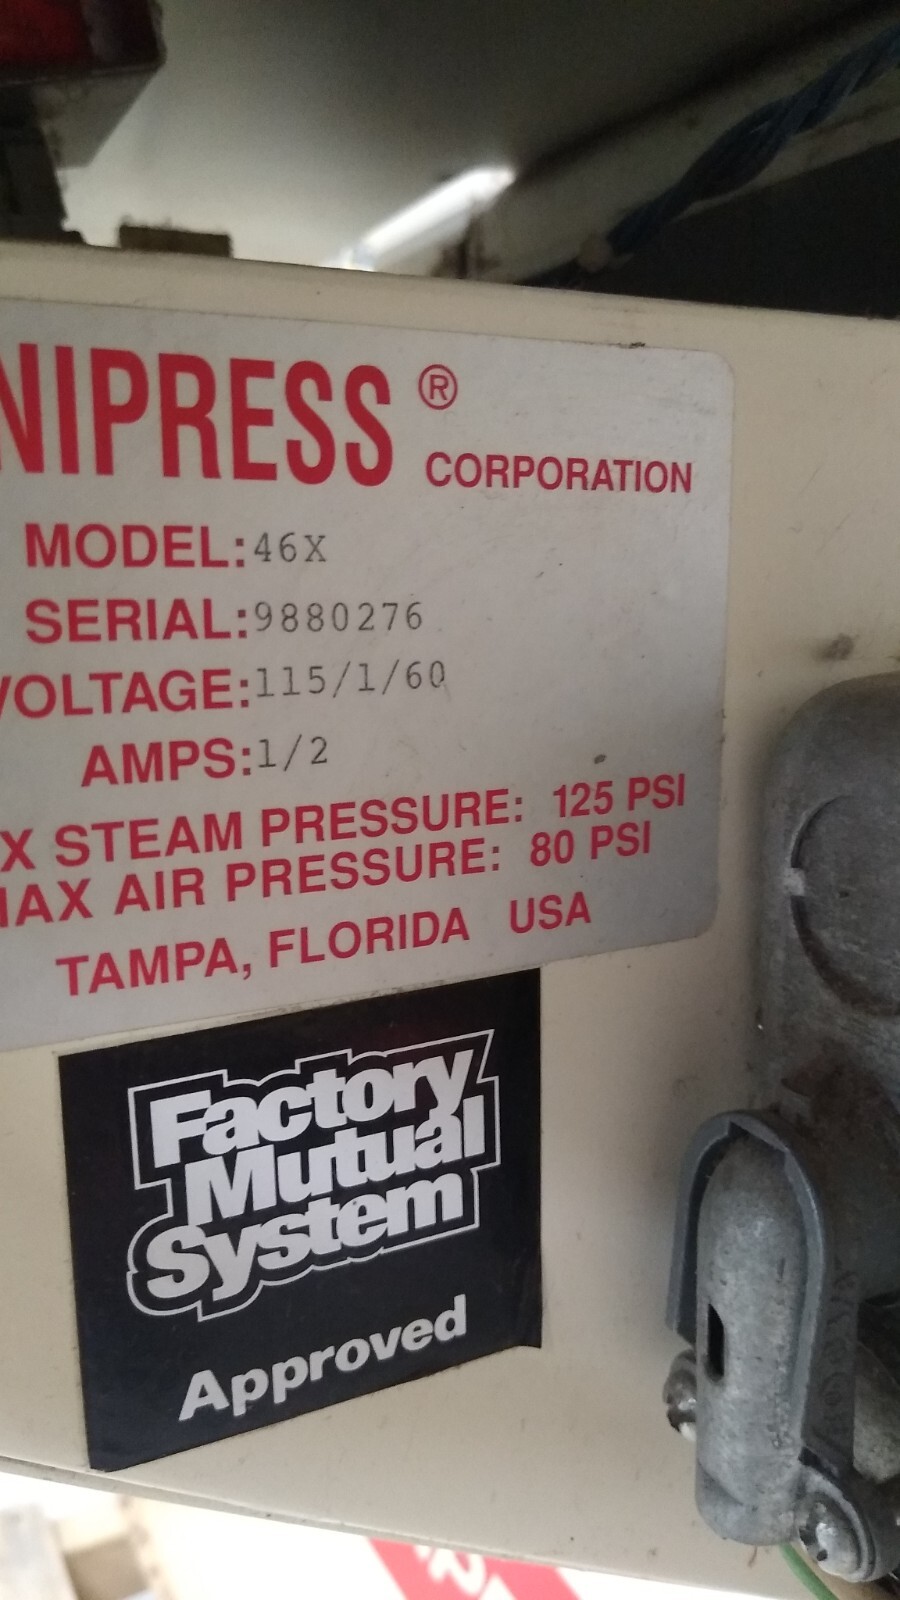 NIPRESS ®
CORPORATION
MODEL: 46X
SERIAL: 9880276
VOLTAGE: 115/1/60
AMPS: 1/2
X STEAM PRESSURE: 125 PSI
MAX AIR PRESSURE: 80 PSI
TAMPA, FLORIDA USA
Factory
Mutual
System
Approved